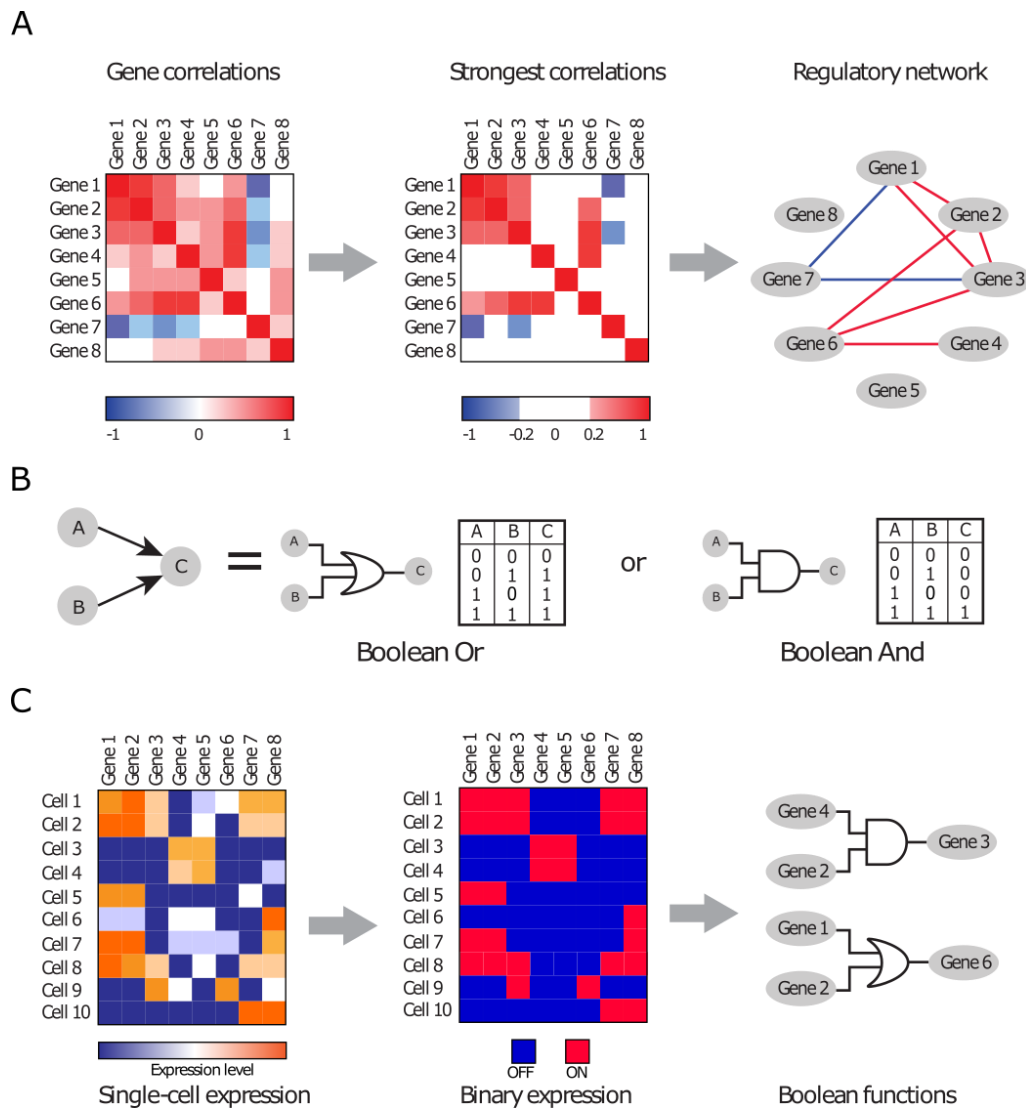 A
Gene correlations
Strongest correlations
Regulatory network
Gene 1
Gene 2
Gene 3
Gene 4
Gene 5
Gene 6
Gene 7
Gene 8
Gene 1
Gene 2
Gene 3
Gene 4
Gene 5
Gene 6
Gene 7
Gene 8
-1
0
1
Gene 1
Gene 2
Gene 3
Gene 4
Gene 5
Gene 6
Gene 7
Gene 8
Gene 1
Gene 2
Gene 3
Gene 4
Gene 5
Gene 6
Gene 7
Gene 8
-1
-0.2
0
0.2
1
Gene 1
Gene 8
Gene 2
Gene 7
Gene 3
Gene 6
Gene 4
Gene 5
B
A
B
C
=
A
B
C
A B C
0 0 0
0 1 1
1 0 1
1 1 1
Boolean Or
or
A
B
C
A B C
0 0 0
0 1 0
1 0 0
1 1 1
Boolean And
C
Gene 1
Gene 2
Gene 3
Gene 4
Gene 5
Gene 6
Gene 7
Gene 8
Cell 1
Cell 2
Cell 3
Cell 4
Cell 5
Cell 6
Cell 7
Cell 8
Cell 9
Cell 10
Expression level
Single-cell expression
Gene 1
Gene 2
Gene 3
Gene 4
Gene 5
Gene 6
Gene 7
Gene 8
Cell 1
Cell 2
Cell 3
Cell 4
Cell 5
Cell 6
Cell 7
Cell 8
Cell 9
Cell 10
OFF
ON
Binary expression
Gene 4
Gene 2
Gene 3
Gene 1
Gene 2
Gene 6
Boolean functions